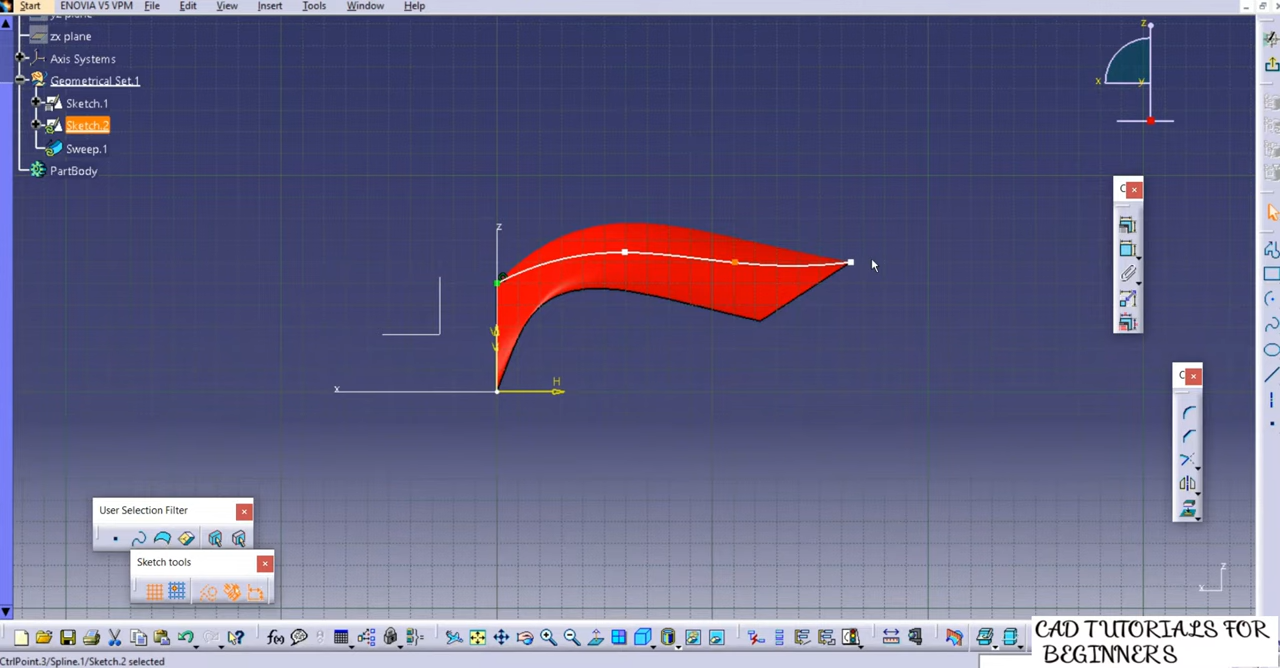 Start ENOVIA V5 VPM File Edit View Insert Tools Window Help
yz plane
zx plane
Axis Systems
Geometrical Set.1
Sketch.1
Sketch.2
Sweep.1
PartBody
z
x
y
z
V
H
x
User Selection Filter
Sketch tools
z
x
f(x)
CAD TUTORIALS FOR
BEGINNERS
CtrlPoint.3/Spline.1/Sketch.2 selected